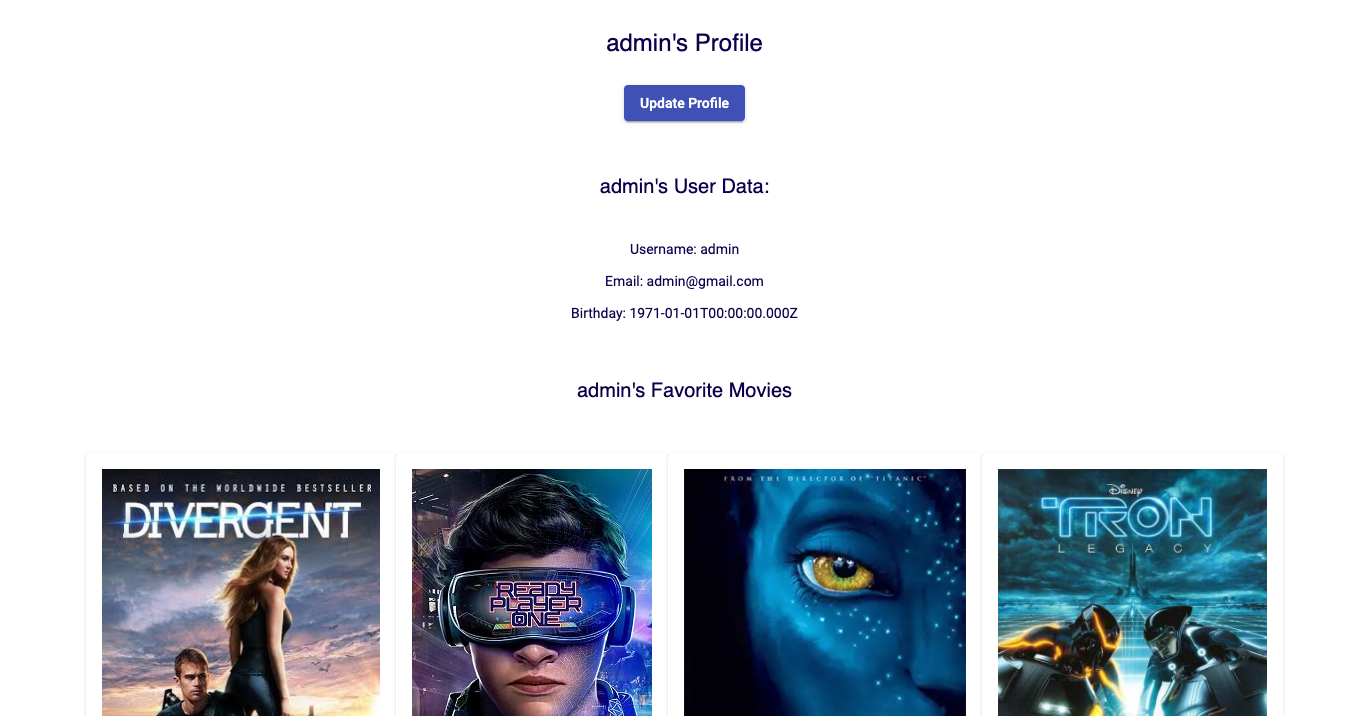 admin's Profile
Update Profile
admin's User Data:
Username: admin
Email: admin@gmail.com
Birthday: 1971-01-01T00:00:00.000Z
admin's Favorite Movies
BASED ON THE WORLDWIDE BESTSELLER
DIVERGENT
READY
PLAYER
ONE
FROM THE DIRECTOR OF "TITANIC"
Disney
TRON
LEGACY